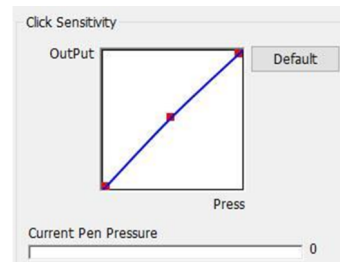 Click Sensitivity
OutPut
Default
Press
Current Pen Pressure
0